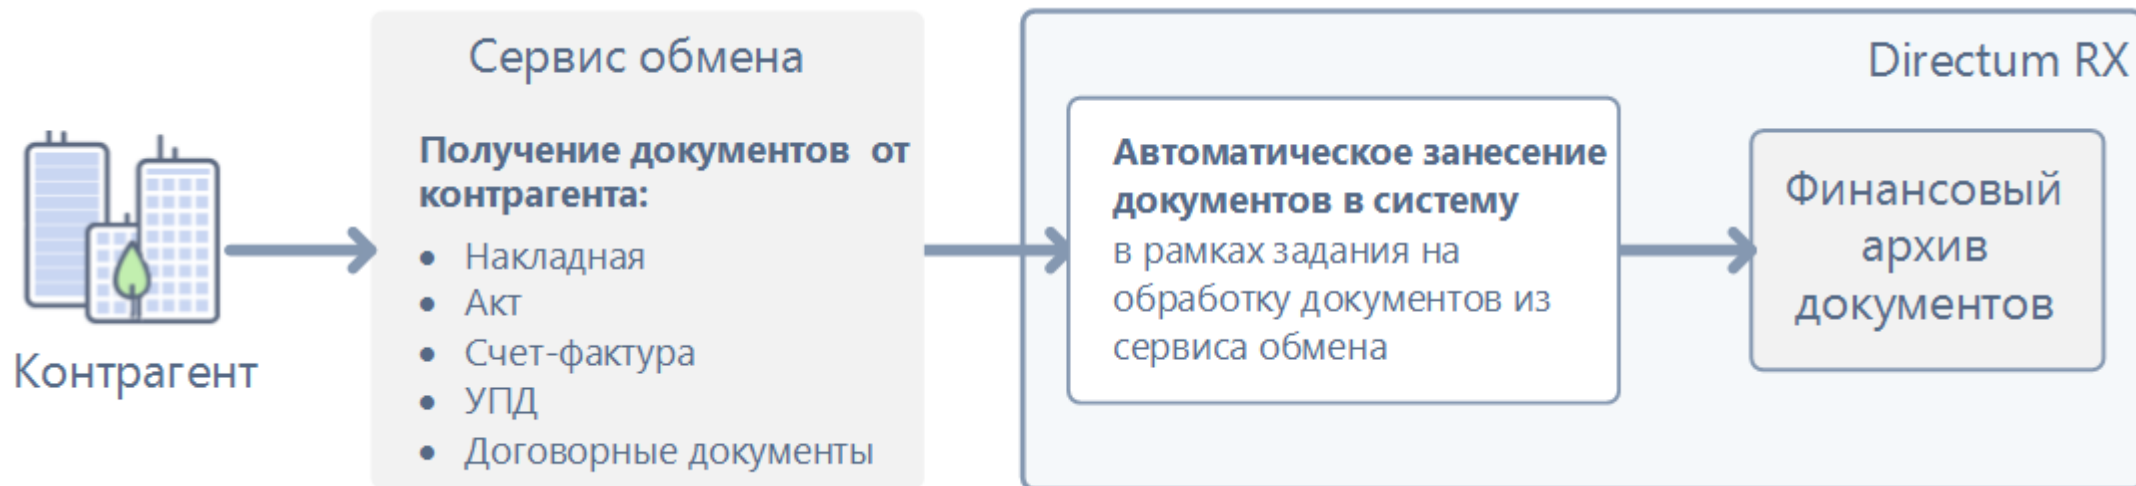 Контрагент
Сервис обмена
Получение документов от
контрагента:
• Накладная
• Акт
• Счет-фактура
• УПД
• Договорные документы
Directum RX
Автоматическое занесение
документов в систему
в рамках задания на
обработку документов из
сервиса обмена
Финансовый
архив
документов